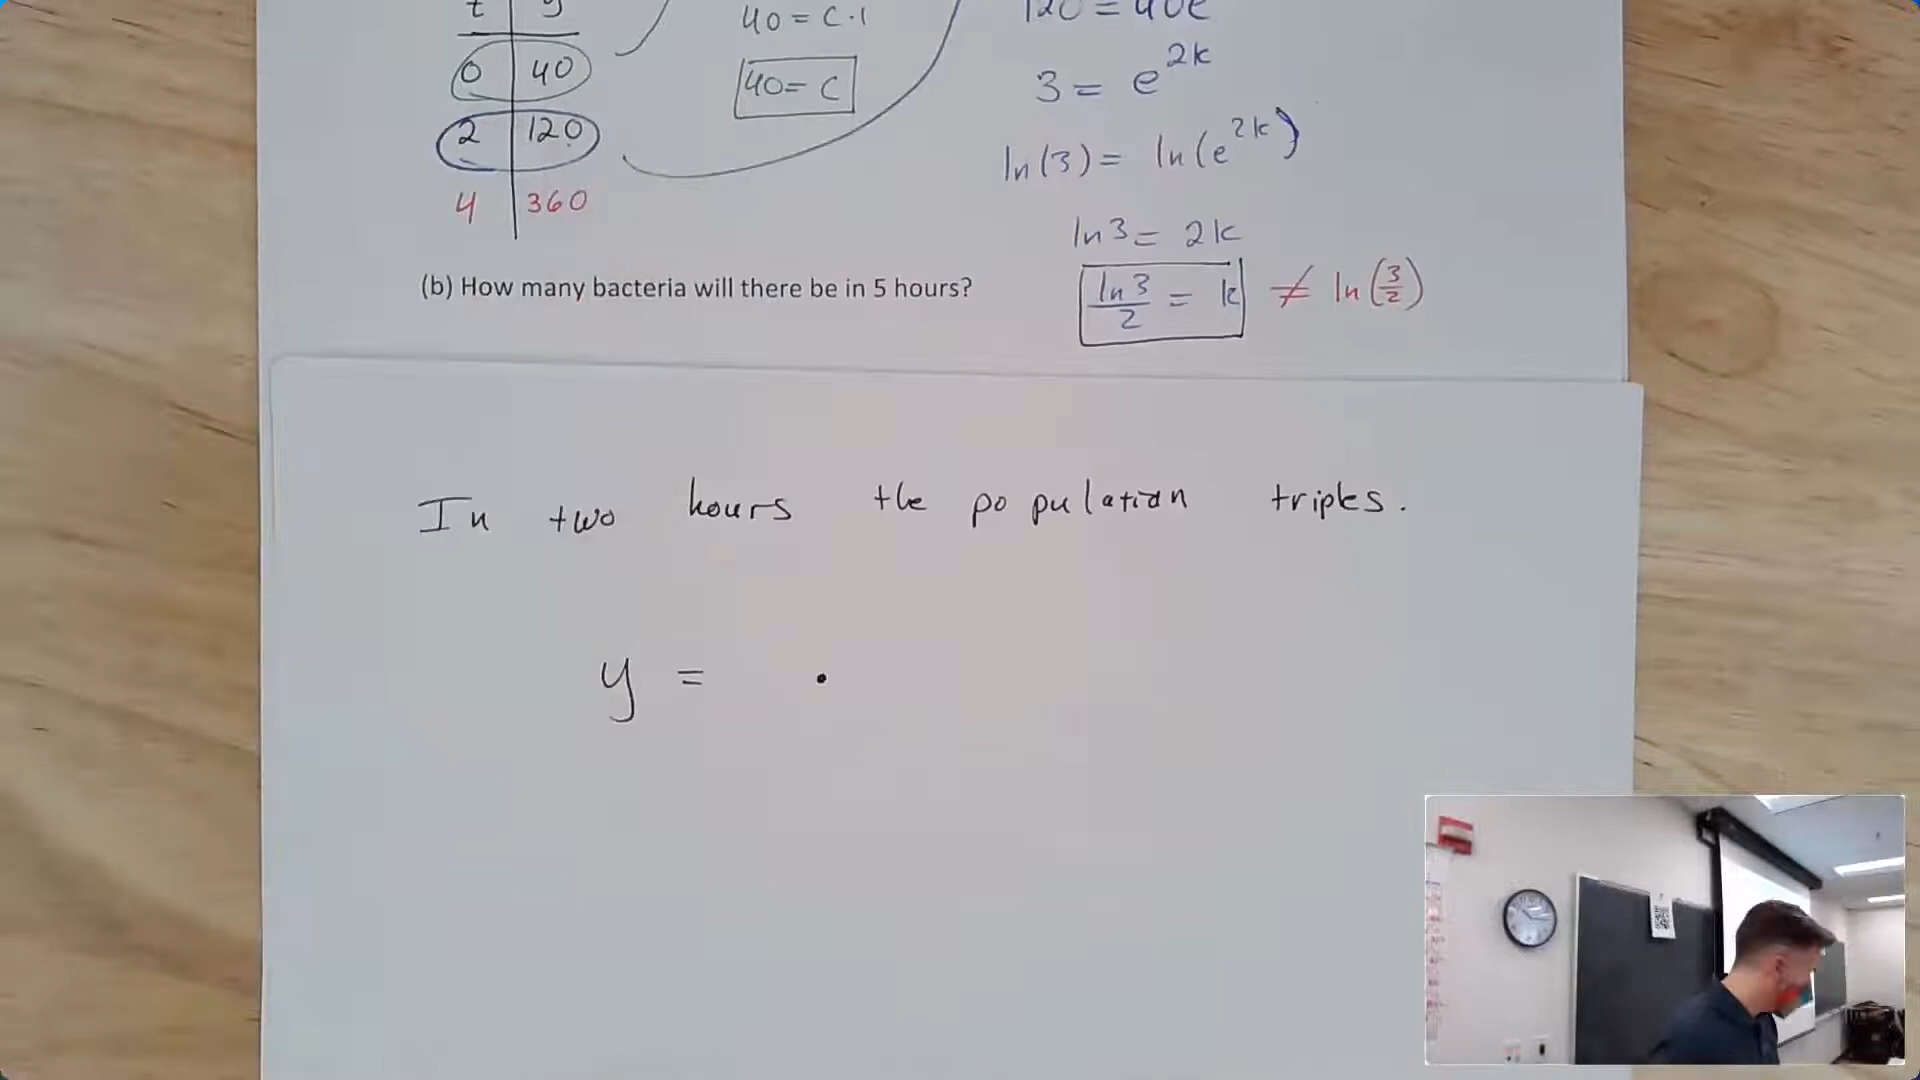 t y
0 40
2 120
4 360
40 = C · 1
40 = C
120 = 40e
3 = e^2k
ln(3) = ln(e^2k)
ln3 = 2k
ln3/2 = k ≠ ln(3/2)
(b) How many bacteria will there be in 5 hours?
In two hours the population triples.
y = ·